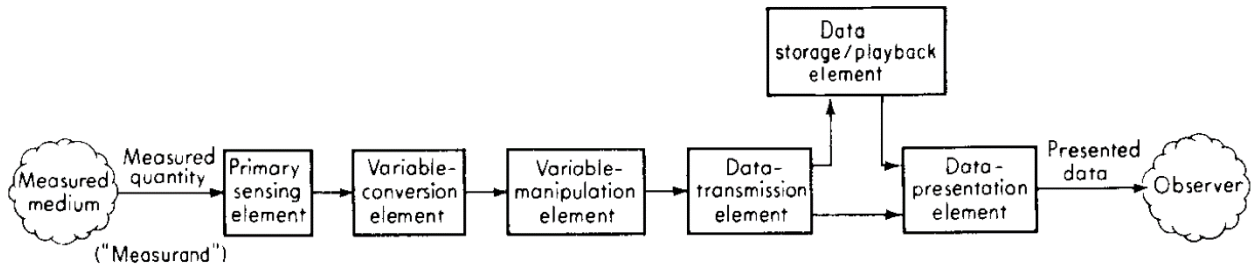 Data
storage/playback
element
Measured
medium
("Measurand")
Measured
quantity
Primary
sensing
element
Variable-
conversion
element
Variable-
manipulation
element
Data-
transmission
element
Data-
presentation
element
Presented
data
Observer